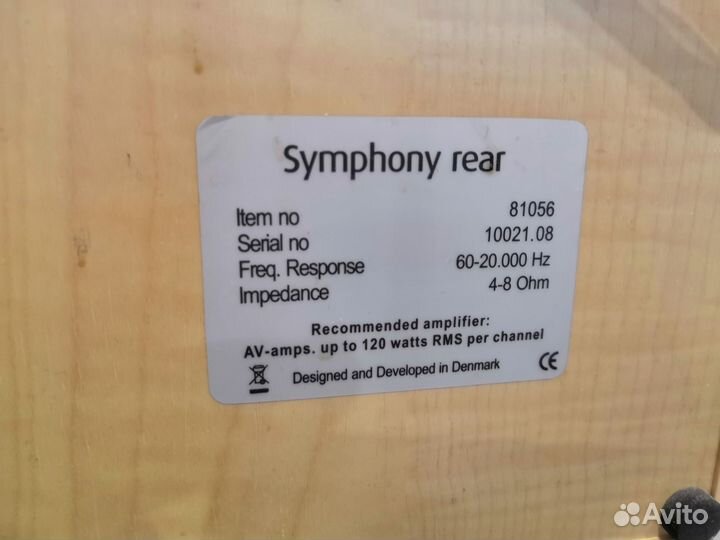 Symphony rear
Item no 81056
Serial no 10021.08
Freq. Response 60-20.000 Hz
Impedance 4-8 Ohm
Recommended amplifier:
AV-amps. up to 120 watts RMS per channel
Designed and Developed in Denmark CE
Avito